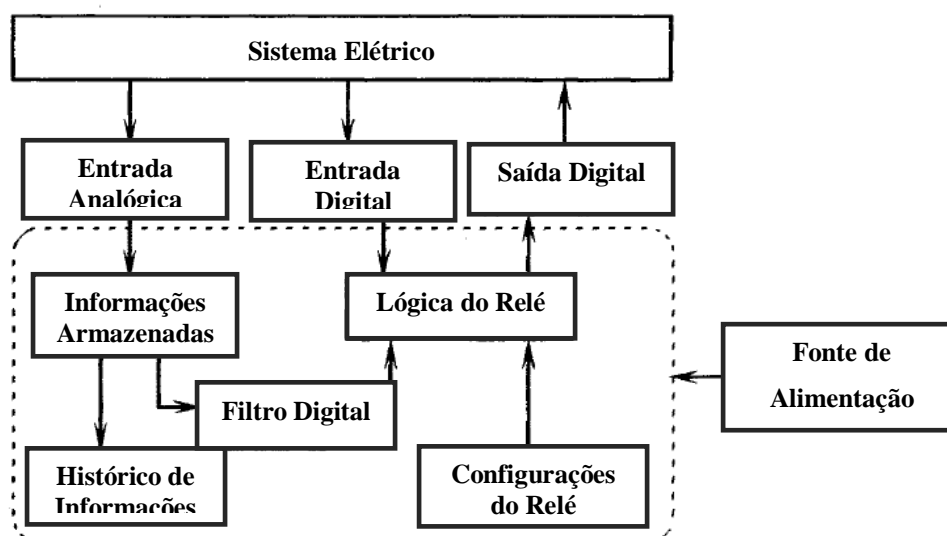 Sistema Elétrico
Entrada
Analógica
Entrada
Digital
Saída Digital
Informações
Armazenadas
Lógica do Relé
Fonte de
Alimentação
Filtro Digital
Histórico de
Informações
Configurações
do Relé